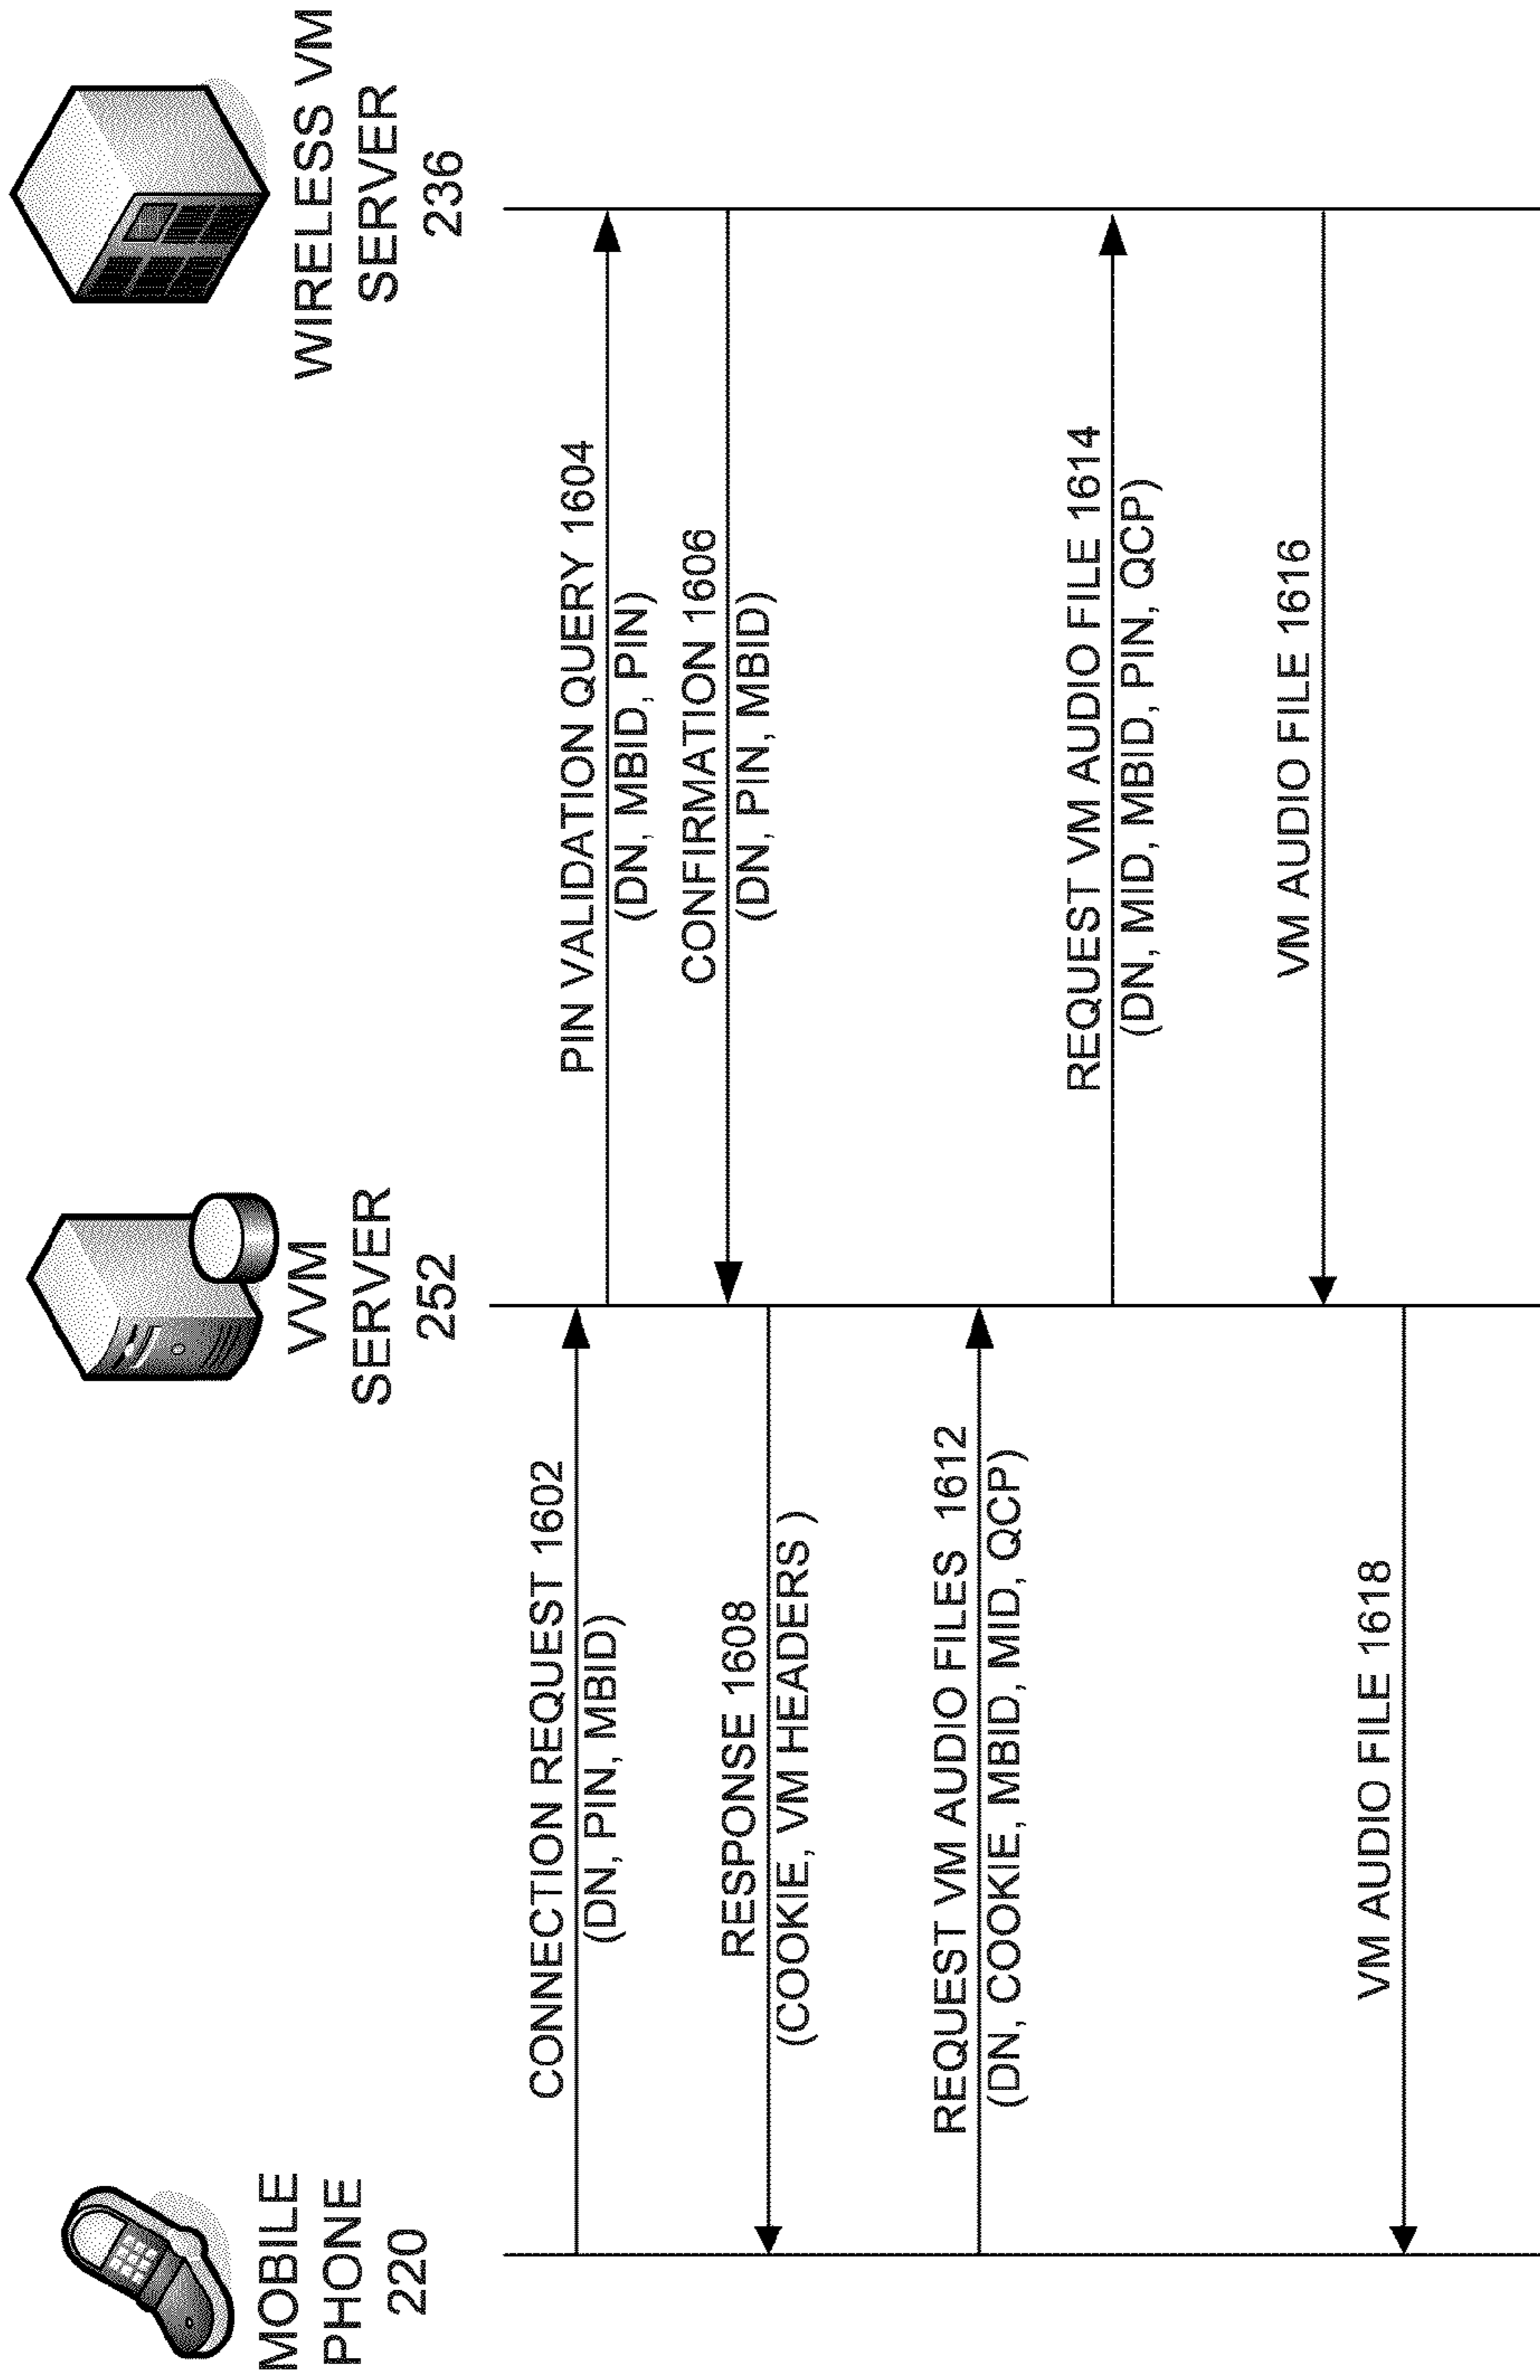 MOBILE
PHONE
220
VVM
SERVER
252
WIRELESS VM
SERVER
236
CONNECTION REQUEST 1602
(DN, PIN, MBID)
PIN VALIDATION QUERY 1604
(DN, MBID, PIN)
CONFIRMATION 1606
(DN, PIN, MBID)
RESPONSE 1608
(COOKIE, VM HEADERS )
REQUEST VM AUDIO FILES 1612
(DN, COOKIE, MBID, MID, QCP)
REQUEST VM AUDIO FILE 1614
(DN, MID, MBID, PIN, QCP)
VM AUDIO FILE 1616
VM AUDIO FILE 1618